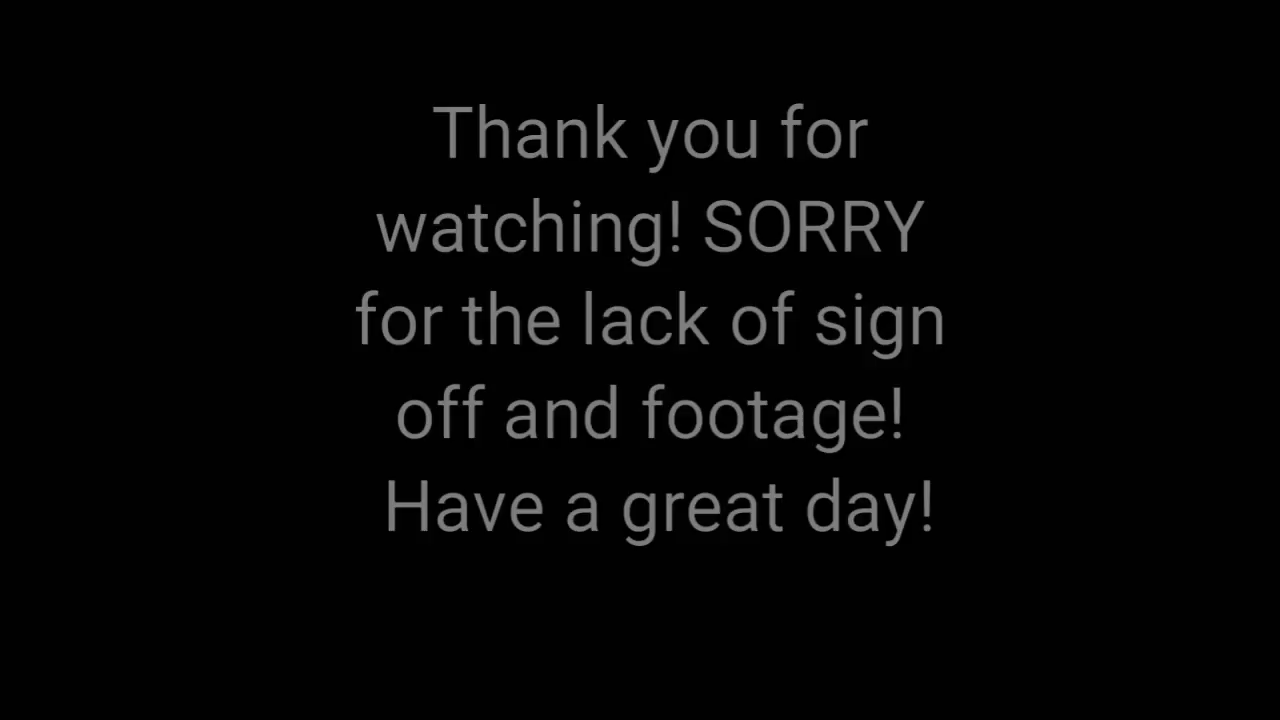 Thank you for
watching! SORRY
for the lack of sign
off and footage!
Have a great day!